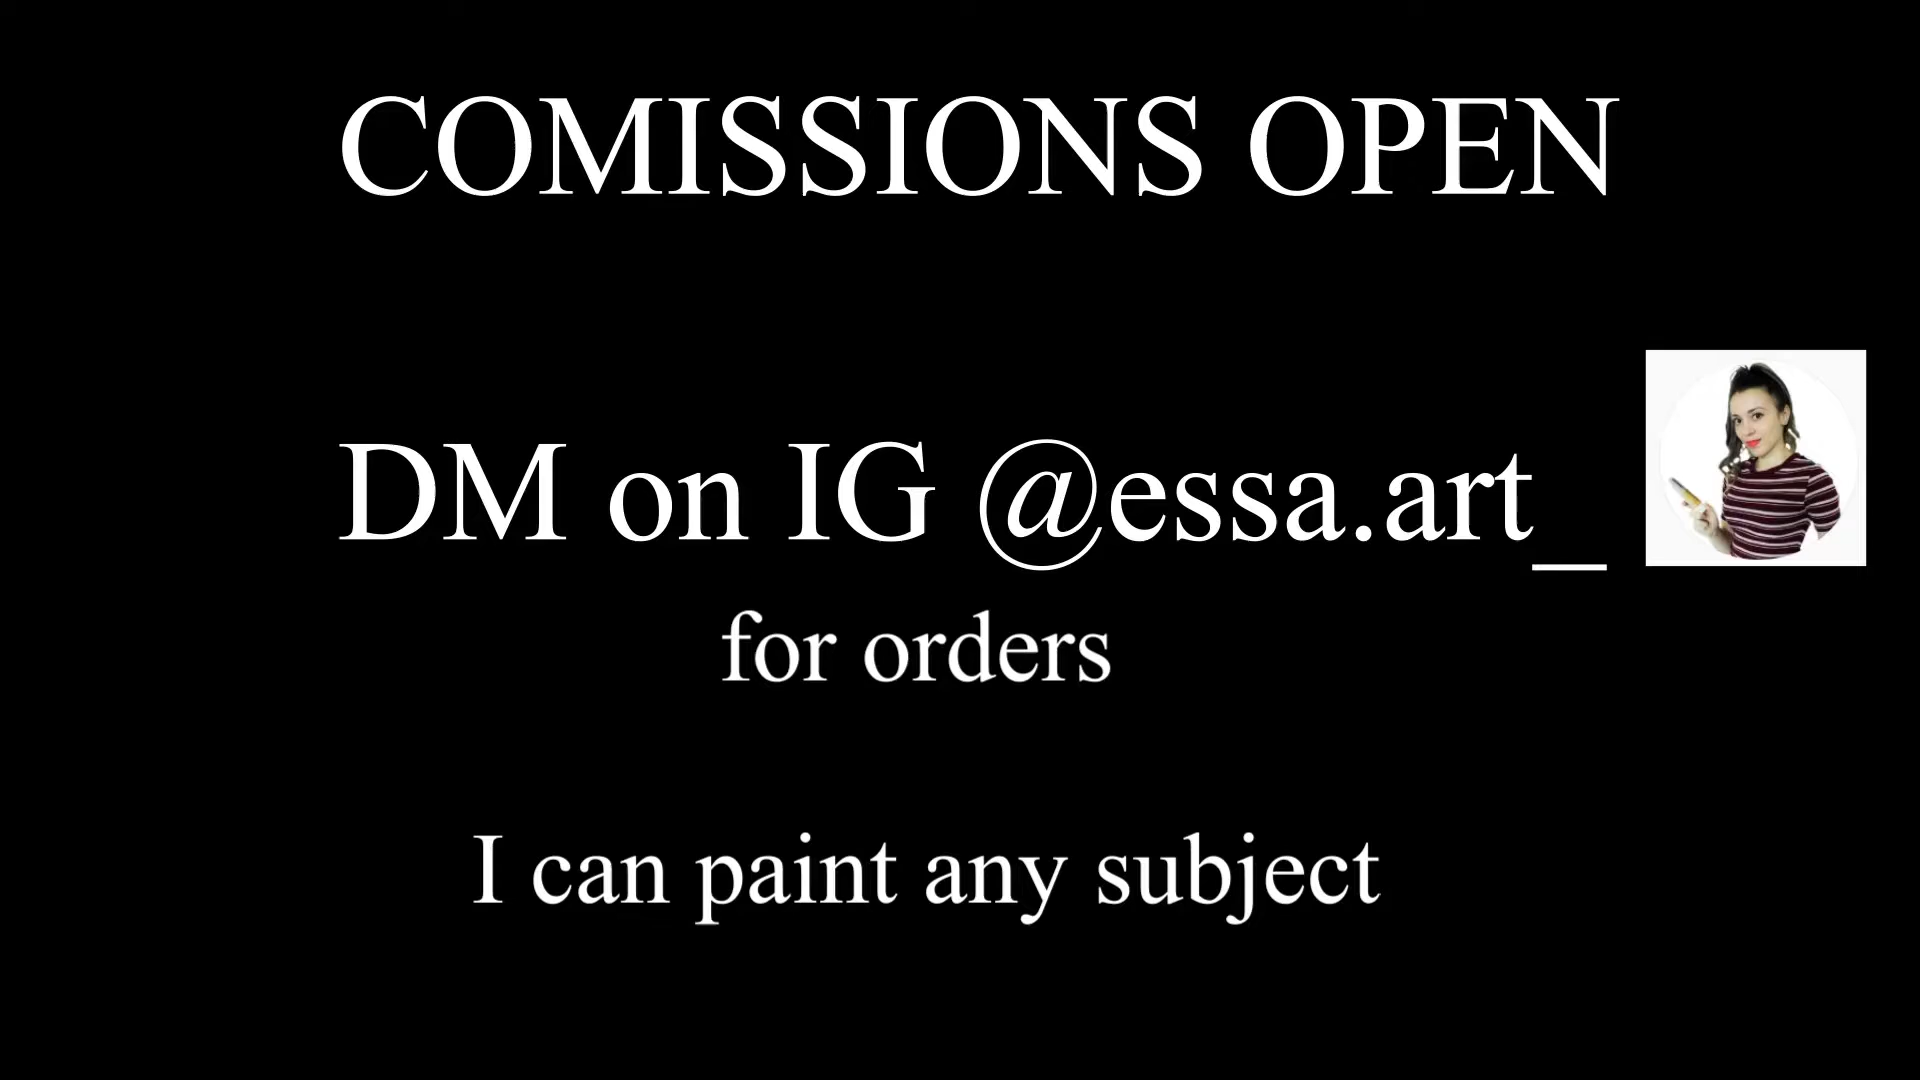 COMISSIONS OPEN
DM on IG @essa.art_
for orders
I can paint any subject